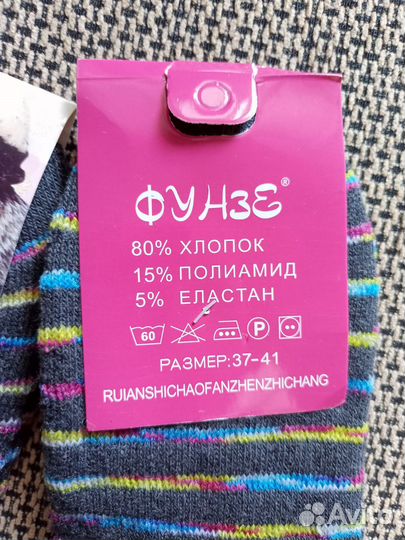 ФУНЗЕ®
80% ХЛОПОК
15% ПОЛИАМИД
5% ЕЛАСТАН
60 P
РАЗМЕР:37-41
RUIANSHICHAOFANZHENZHICHANG
Avito